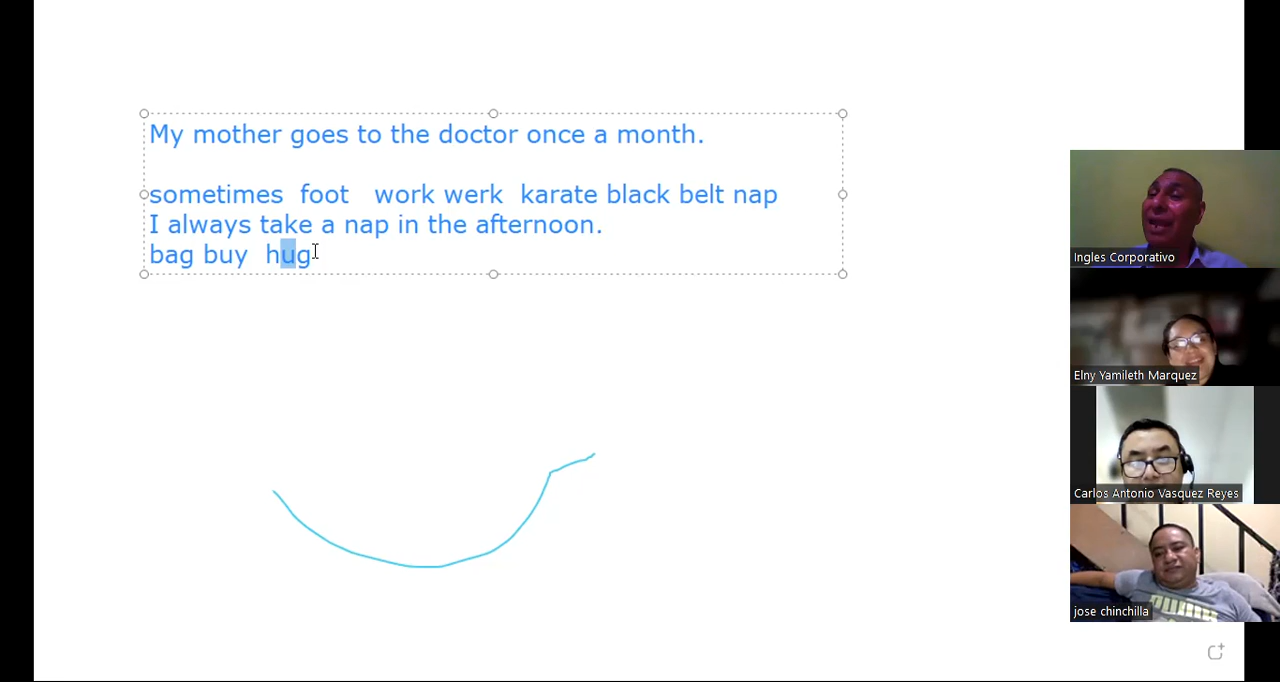 My mother goes to the doctor once a month.
sometimes foot work werk karate black belt nap
I always take a nap in the afternoon.
bag buy hug
Ingles Corporativo
Elny Yamileth Marquez
Carlos Antonio Vasquez Reyes
jose chinchilla